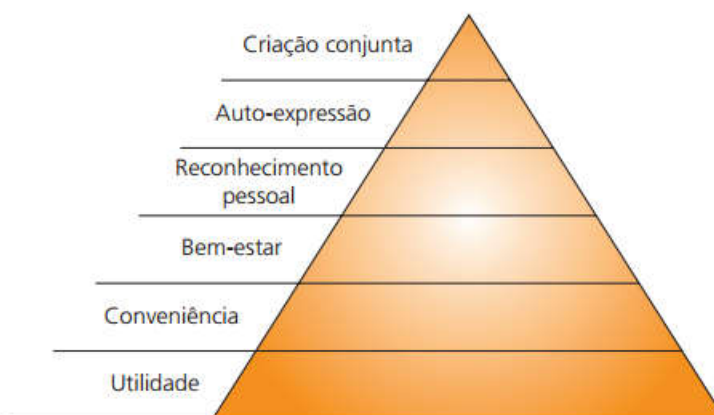 Criação conjunta
Auto-expressão
Reconhecimento
pessoal
Bem-estar
Conveniência
Utilidade